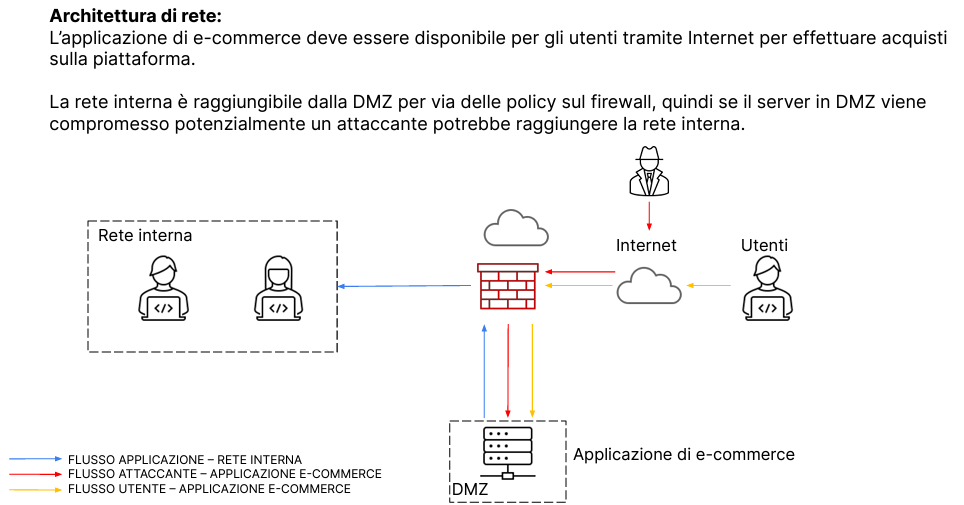 Architettura di rete:
L’applicazione di e-commerce deve essere disponibile per gli utenti tramite Internet per effettuare acquisti
sulla piattaforma.
La rete interna è raggiungibile dalla DMZ per via delle policy sul firewall, quindi se il server in DMZ viene
compromesso potenzialmente un attaccante potrebbe raggiungere la rete interna.
Rete interna
Internet
Utenti
</>
</>
</>
Applicazione di e-commerce
DMZ
FLUSSO APPLICAZIONE – RETE INTERNA
FLUSSO ATTACCANTE – APPLICAZIONE E-COMMERCE
FLUSSO UTENTE – APPLICAZIONE E-COMMERCE